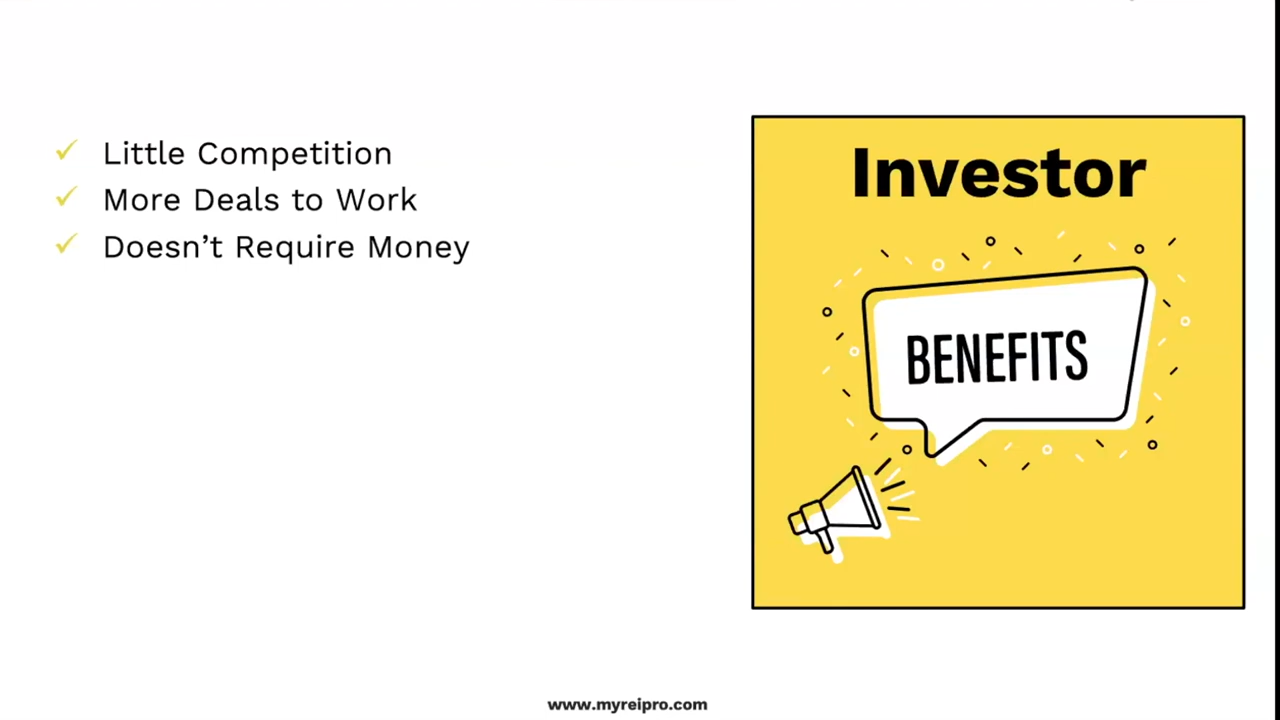 Little Competition
More Deals to Work
Doesn’t Require Money
Investor
BENEFITS
www.myreipro.com